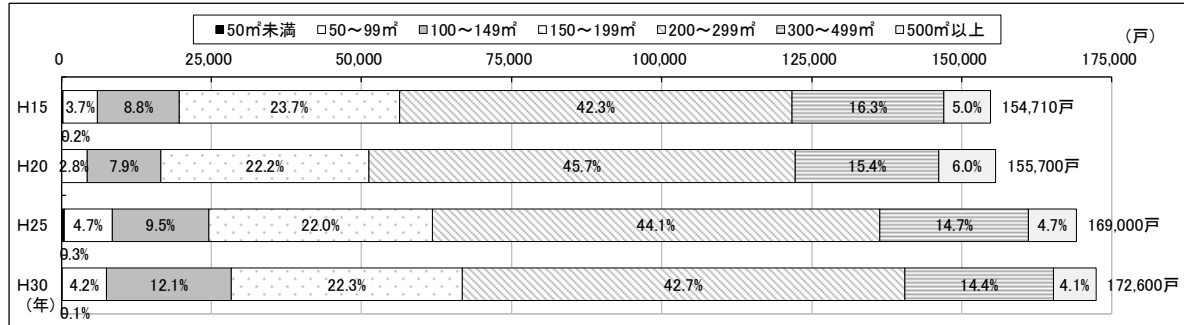 ■50㎡未満 □50～99㎡ □100～149㎡ □150～199㎡ □200～299㎡ □300～499㎡ □500㎡以上
(戸)
0 25,000 50,000 75,000 100,000 125,000 150,000 175,000
H15 3.7% 8.8% 23.7% 42.3% 16.3% 5.0% 154,710戸
0.2%
H20 2.8% 7.9% 22.2% 45.7% 15.4% 6.0% 155,700戸
H25 4.7% 9.5% 22.0% 44.1% 14.7% 4.7% 169,000戸
0.3%
H30 4.2% 12.1% 22.3% 42.7% 14.4% 4.1% 172,600戸
(年)
0.1%